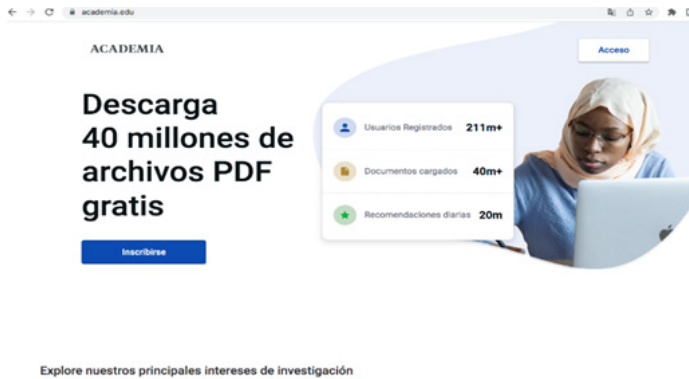 academia.edu
ACADEMIA
Acceso
Descarga
40 millones de
archivos PDF
gratis
Usuarios Registrados 211m+
Documentos cargados 40m+
Recomendaciones diarias 20m
Inscribirse
Explore nuestros principales intereses de investigación